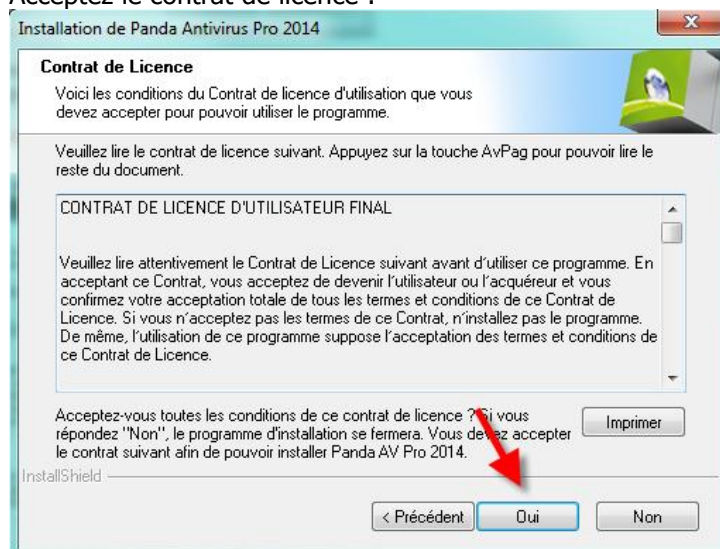 Acceptez le contrat de licence :
Installation de Panda Antivirus Pro 2014
Contrat de Licence
Voici les conditions du Contrat de licence d'utilisation que vous
devez accepter pour pouvoir utiliser le programme.
Veuillez lire le contrat de licence suivant. Appuyez sur la touche AvPag pour pouvoir lire le
reste du document.
CONTRAT DE LICENCE D'UTILISATEUR FINAL
Veuillez lire attentivement le Contrat de Licence suivant avant d´utiliser ce programme. En
acceptant ce Contrat, vous acceptez de devenir l´utilisateur ou l´acquéreur et vous
confirmez votre acceptation totale de tous les termes et conditions de ce Contrat de
Licence. Si vous n´acceptez pas les termes de ce Contrat, n´installez pas le programme.
De même, l´utilisation de ce programme suppose l´acceptation des termes et conditions de
ce Contrat de Licence.
Acceptez-vous toutes les conditions de ce contrat de licence ? Si vous
répondez "Non", le programme d'installation se fermera. Vous devez accepter
le contrat suivant afin de pouvoir installer Panda AV Pro 2014.
Imprimer
InstallShield
< Précédent
Oui
Non